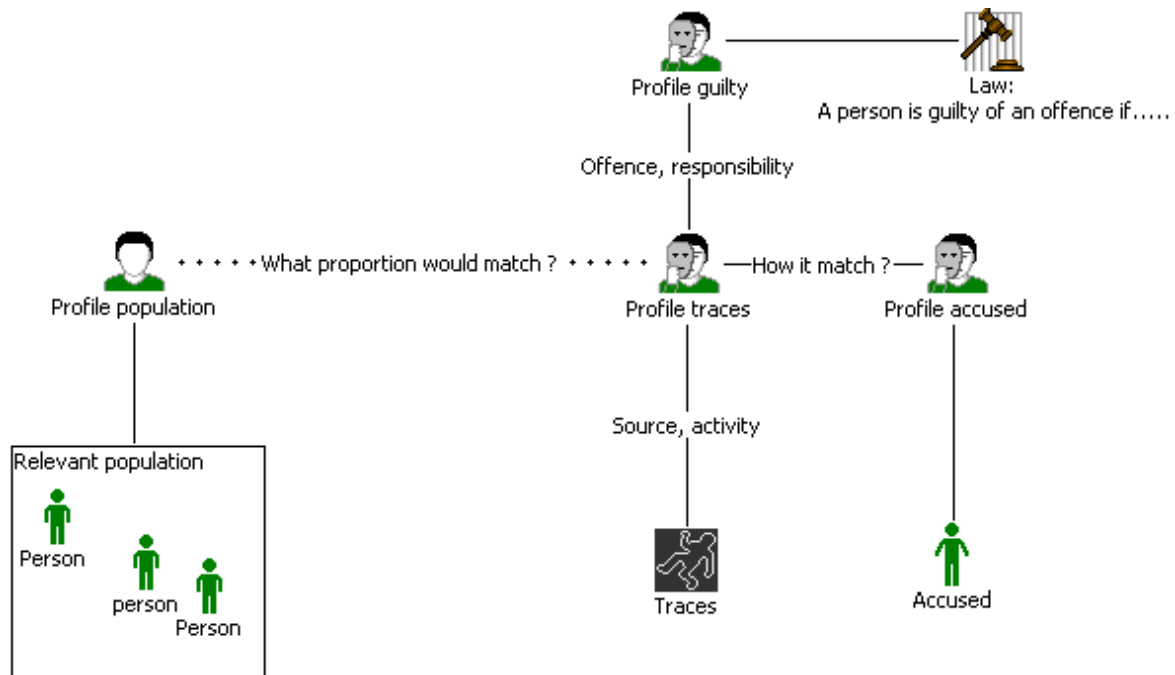 Profile guilty
Law:
A person is guilty of an offence if.....
Offence, responsibility
What proportion would match ?
How it match ?
Profile population
Profile traces
Profile accused
Source, activity
Relevant population
Person
person
Person
Traces
Accused